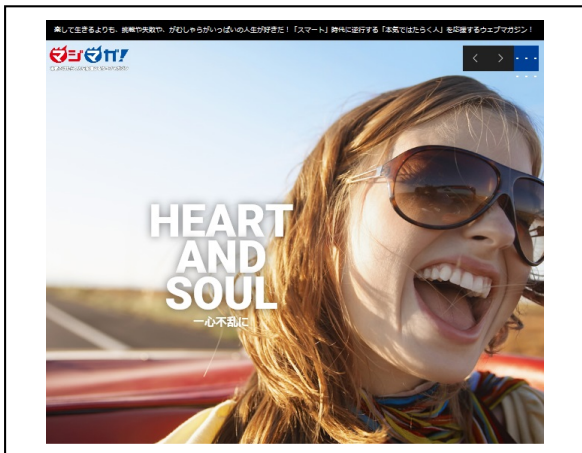 楽して生きるよりも、挑戦や失敗や、がむしゃらがいっぱいの人生が好きだ！「スマート」時代に逆行する「本気ではたらく人」を応援するウェブマガジン！
マジマガ!
HEART
AND
SOUL
一心不乱に